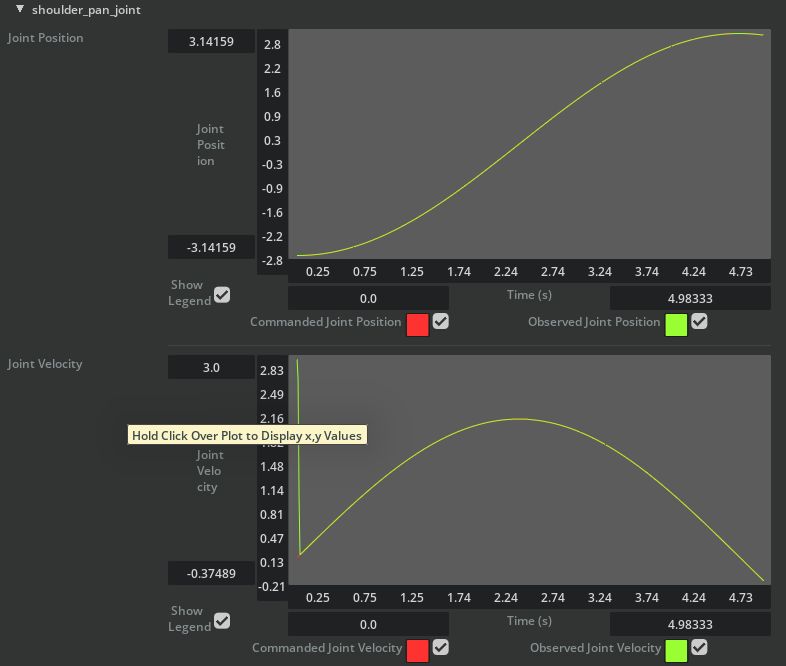 shoulder_pan_joint
Joint Position
3.14159
Joint
Posit
ion
-3.14159
2.8
2.2
1.6
0.9
0.3
-0.3
-0.9
-1.6
-2.2
-2.8
0.25 0.75 1.25 1.74 2.24 2.74 3.24 3.74 4.24 4.73
Show
Legend
0.0 Time (s) 4.98333
Commanded Joint Position Observed Joint Position
Joint Velocity
3.0
Hold Click Over Plot to Display x,y Values
Joint
Velo
city
-0.37489
2.83
2.49
2.16
1.48
1.14
0.81
0.47
0.13
-0.21
0.25 0.75 1.25 1.74 2.24 2.74 3.24 3.74 4.24 4.73
Show
Legend
0.0 Time (s) 4.98333
Commanded Joint Velocity Observed Joint Velocity